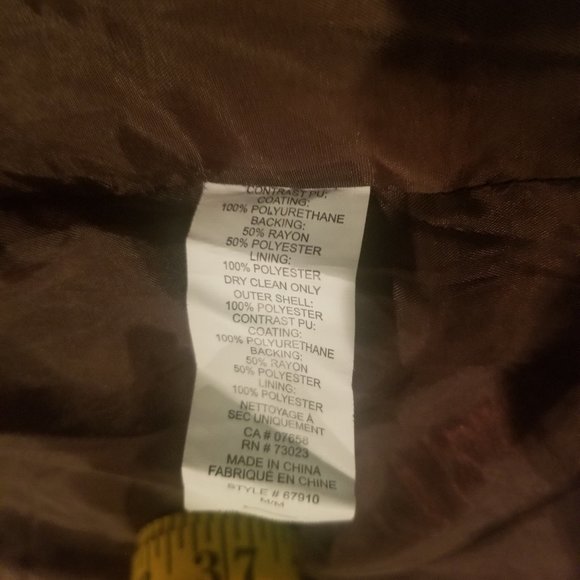 CONTRAST PU:
COATING:
100% POLYURETHANE
BACKING:
50% RAYON
50% POLYESTER
LINING:
100% POLYESTER
DRY CLEAN ONLY
OUTER SHELL:
100% POLYESTER
CONTRAST PU:
COATING:
100% POLYURETHANE
BACKING:
50% RAYON
50% POLYESTER
LINING:
100% POLYESTER
NETTOYAGE À
SEC UNIQUEMENT
CA # 07658
RN # 73023
MADE IN CHINA
FABRIQUÉ EN CHINE
STYLE # 67910
M/M
37